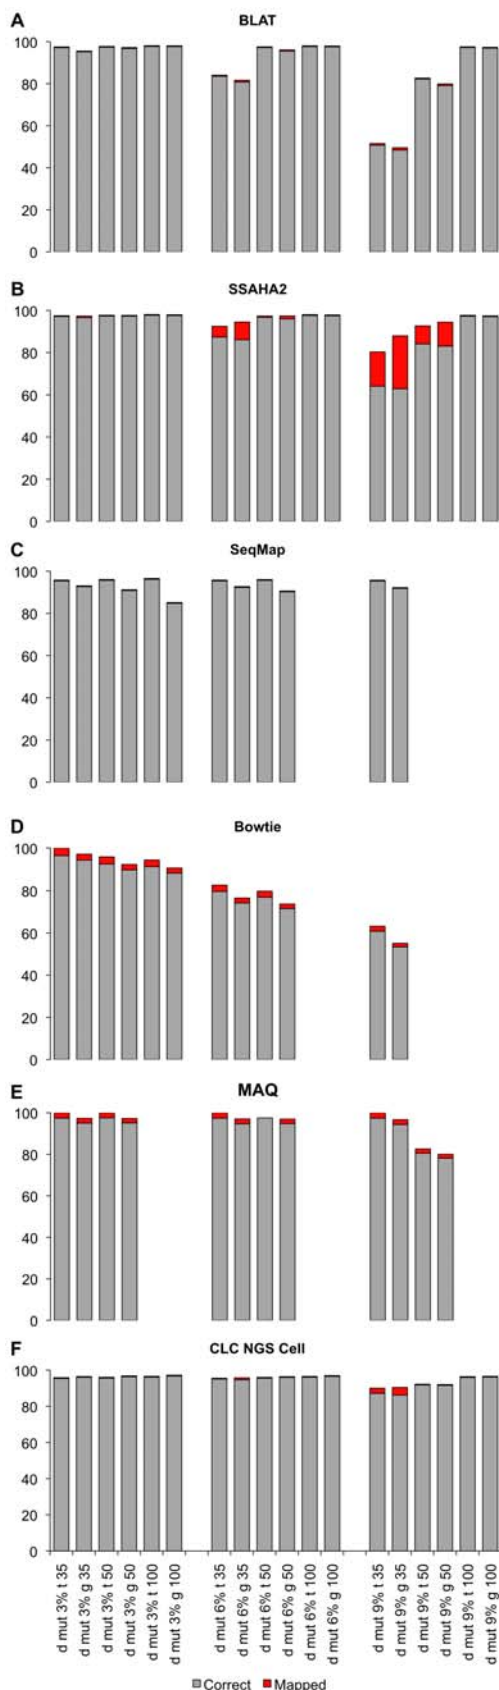 A
BLAT
100
80
60
40
20
0
B
SSAHA2
100
80
60
40
20
0
C
SeqMap
100
80
60
40
20
0
D
Bowtie
100
80
60
40
20
0
E
MAQ
100
80
60
40
20
0
F
CLC NGS Cell
100
80
60
40
20
0
d mut 3% t 35
d mut 3% g 35
d mut 3% t 50
d mut 3% g 50
d mut 3% t 100
d mut 3% g 100
d mut 6% t 35
d mut 6% g 35
d mut 6% t 50
d mut 6% g 50
d mut 6% t 100
d mut 6% g 100
d mut 9% t 35
d mut 9% g 35
d mut 9% t 50
d mut 9% g 50
d mut 9% t 100
d mut 9% g 100
Correct Mapped